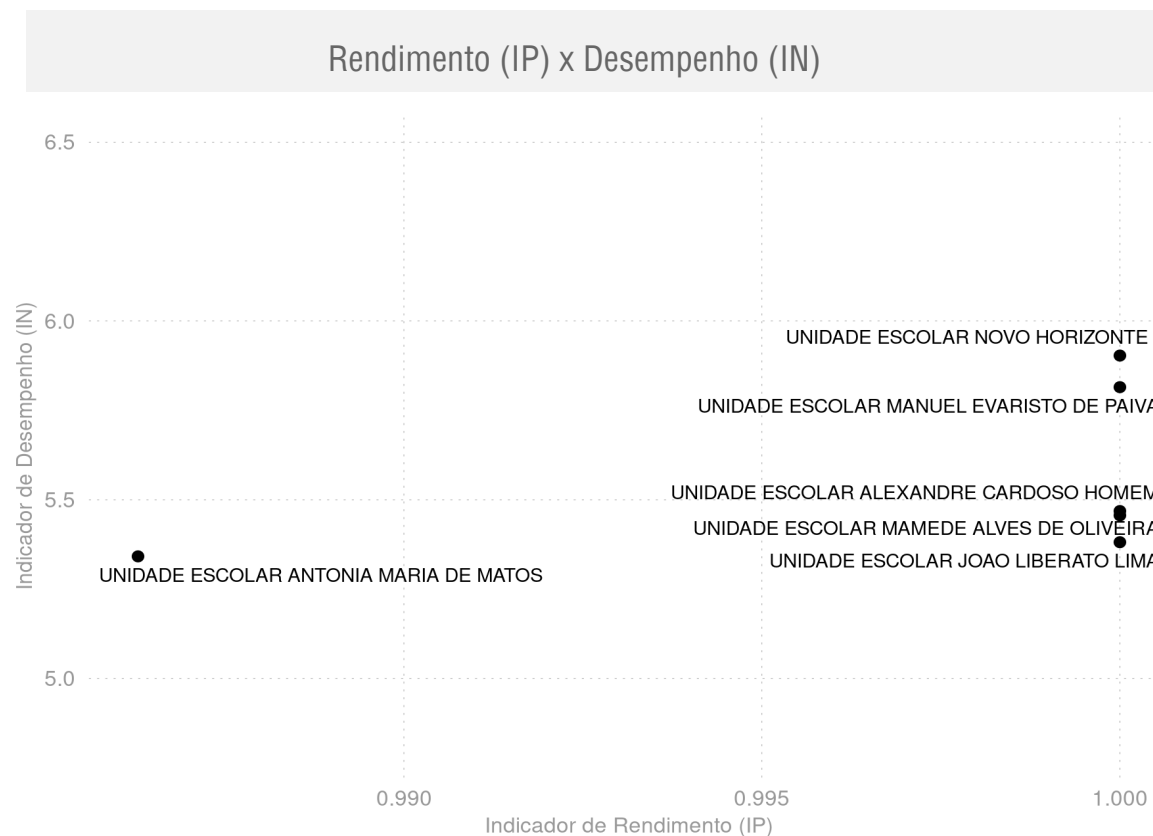 Rendimento (IP) x Desempenho (IN)
6.5
6.0
5.5
5.0
Indicador de Desempenho (IN)
UNIDADE ESCOLAR NOVO HORIZONTE
UNIDADE ESCOLAR MANUEL EVARISTO DE PAIVA
UNIDADE ESCOLAR ALEXANDRE CARDOSO HOMEM
UNIDADE ESCOLAR MAMEDE ALVES DE OLIVEIRA
UNIDADE ESCOLAR JOAO LIBERATO LIMA
UNIDADE ESCOLAR ANTONIA MARIA DE MATOS
0.990 0.995 1.000
Indicador de Rendimento (IP)